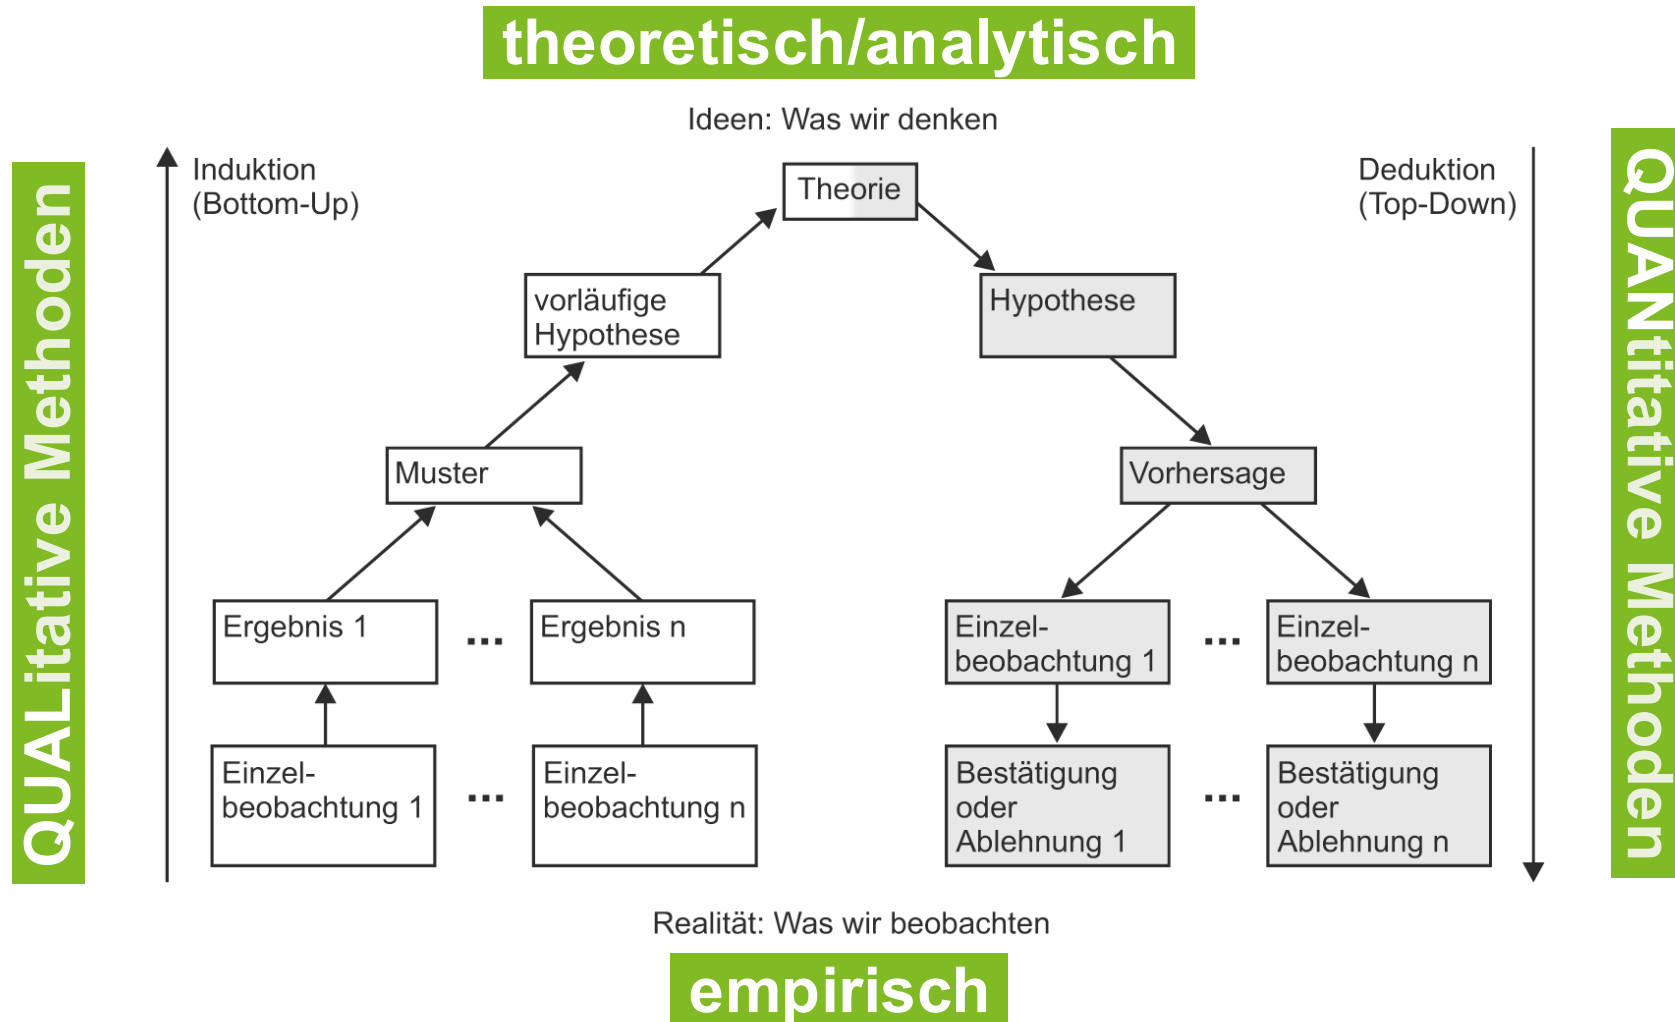 theoretisch/analytisch
Ideen: Was wir denken
QUALitative Methoden
Induktion
(Bottom-Up)
Theorie
Deduktion
(Top-Down)
QUANtitative Methoden
vorläufige
Hypothese
Hypothese
Muster
Vorhersage
Ergebnis 1
...
Ergebnis n
Einzel-
beobachtung 1
...
Einzel-
beobachtung n
Einzel-
beobachtung 1
...
Einzel-
beobachtung n
Bestätigung
oder
Ablehnung 1
...
Bestätigung
oder
Ablehnung n
Realität: Was wir beobachten
empirisch